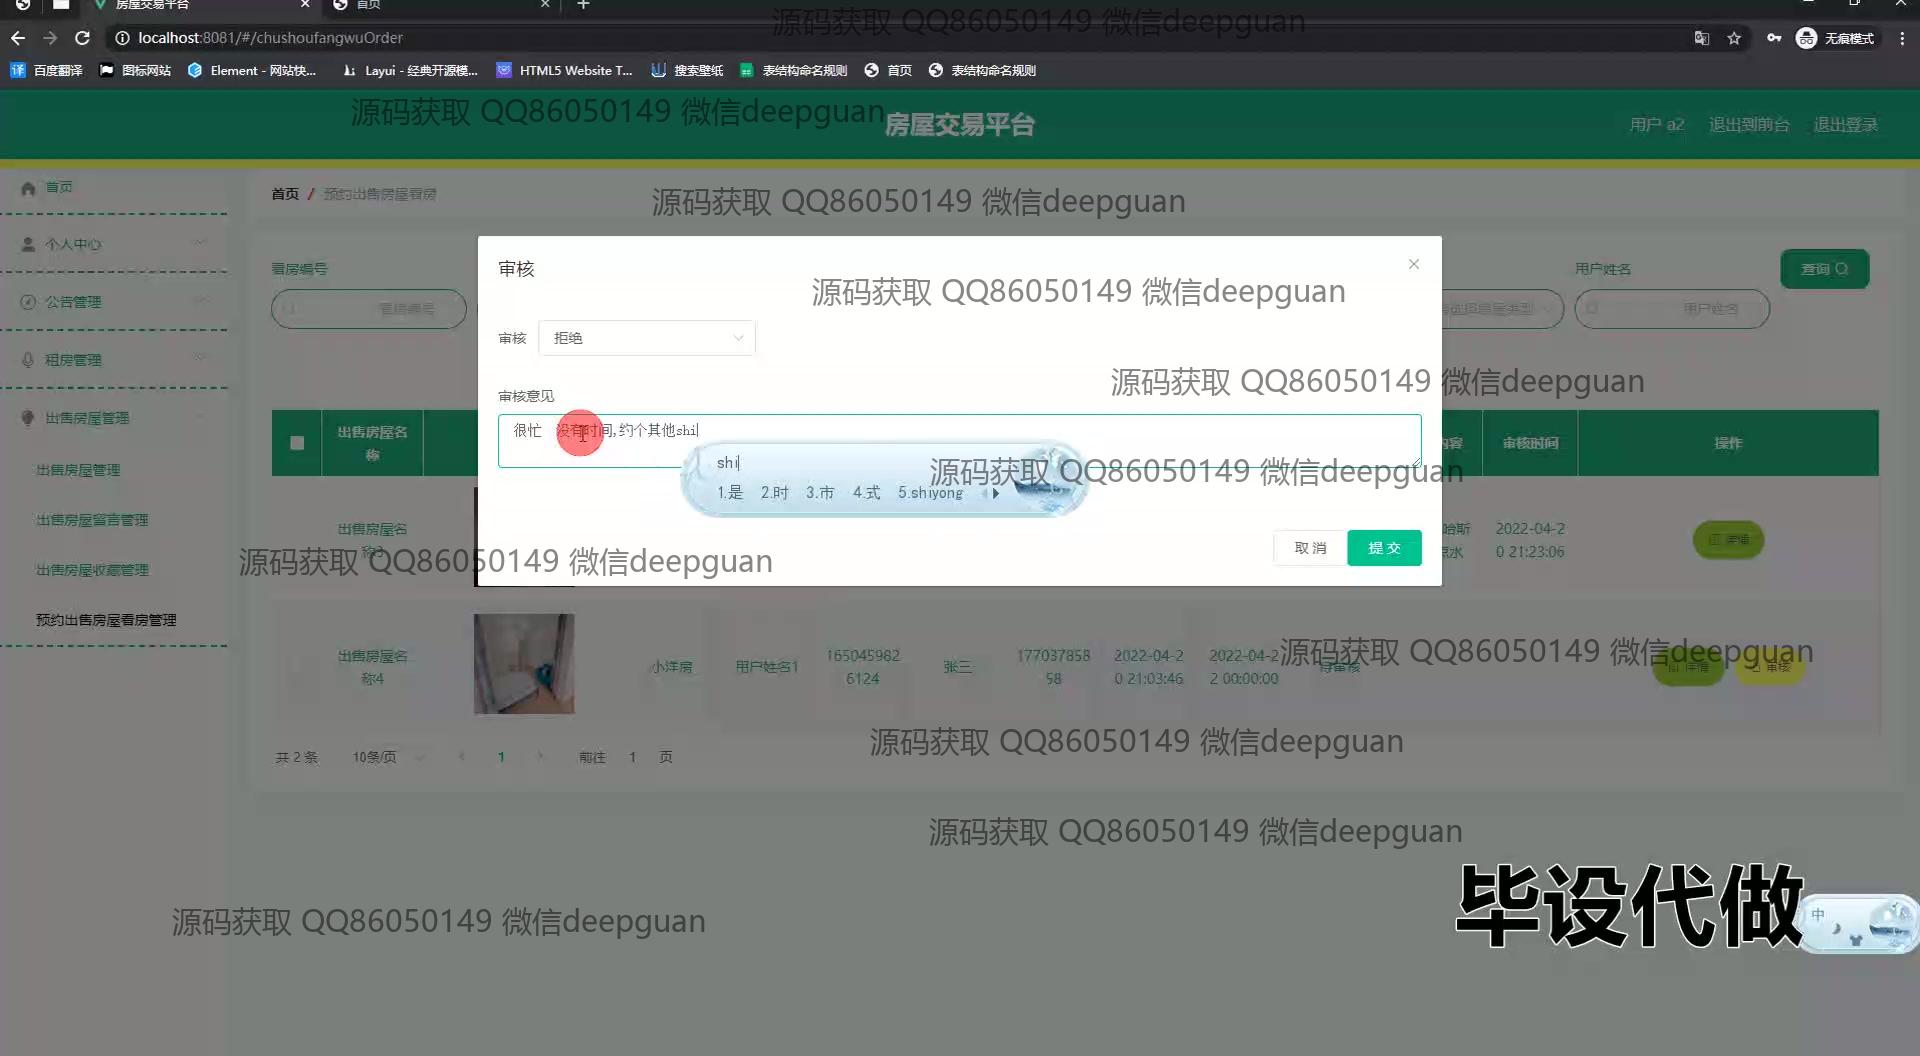 房屋交易平台
首页
localhost:8081/#/chushoufangwuOrder
无痕模式
百度翻译 图标网站 Element - 网站快... Layui - 经典开源模... HTML5 Website T... 搜索壁纸 表结构命名规则 首页 表结构命名规则
源码获取 QQ86050149 微信deepguan
源码获取 QQ86050149 微信deepguan
房屋交易平台
用户 a2 退出到前台 退出登录
首页
个人中心
公告管理
租房管理
出售房屋管理
出售房屋管理
出售房屋留言管理
出售房屋收藏管理
预约出售房屋看房管理
首页 / 预约出售房屋看房
源码获取 QQ86050149 微信deepguan
看房编号
看房编号
用户姓名
用户姓名
查询
审核
源码获取 QQ86050149 微信deepguan
审核 拒绝
源码获取 QQ86050149 微信deepguan
审核意见
很忙 没有时间,约个其他shi
shi
1.是 2.时 3.市 4.式 5.shiyong
源码获取 QQ86050149 微信deepguan
取消 提交
出售房屋名
称
审核时间 操作
出售房屋名
称3
2022-04-2
0 21:23:06
详情
源码获取 QQ86050149 微信deepguan
出售房屋名
称4
小洋房 用户姓名1
165045982
6124
张三
177037858
58
2022-04-2
0 21:03:46
2022-04-2
2 00:00:00
待审核
详情 审核
源码获取 QQ86050149 微信deepguan
共 2 条 10条/页 1 前往 1 页
源码获取 QQ86050149 微信deepguan
源码获取 QQ86050149 微信deepguan
源码获取 QQ86050149 微信deepguan
毕设代做
中